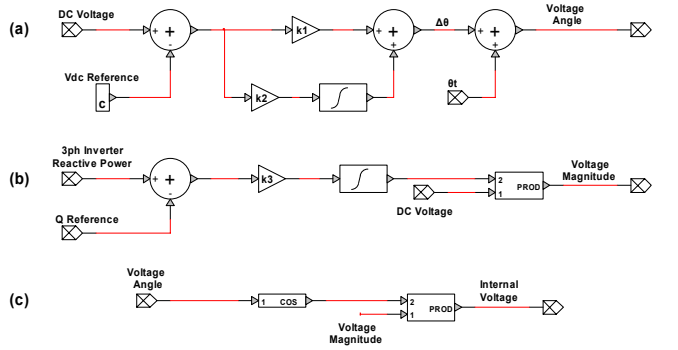 (a)
DC Voltage
+
+
-
Vdc Reference
C
k1
k2
+
+
+
Δθ
+
+
+
θt
Voltage
Angle
(b)
3ph Inverter
Reactive Power
+
+
-
Q Reference
k3
2
1
PROD
DC Voltage
Voltage
Magnitude
(c)
Voltage
Angle
1 COS
2
1
PROD
Voltage
Magnitude
Internal
Voltage